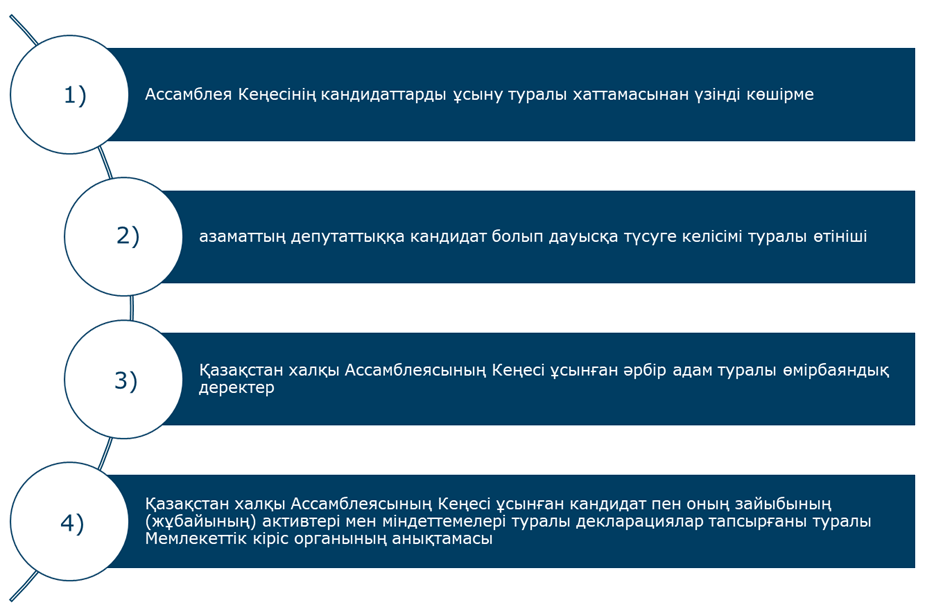 1)
Ассамблея Кеңесінің кандидаттарды ұсыну туралы хаттамасынан үзінді көшірме
2)
азаматтың депутаттыққа кандидат болып дауысқа түсуге келісімі туралы өтініші
3)
Қазақстан халқы Ассамблеясының Кеңесі ұсынған әрбір адам туралы өмірбаяндық
деректер
4)
Қазақстан халқы Ассамблеясының Кеңесі ұсынған кандидат пен оның зайыбының
(жұбайының) активтері мен міндеттемелері туралы декларациялар тапсырғаны туралы
Мемлекеттік кіріс органының анықтамасы